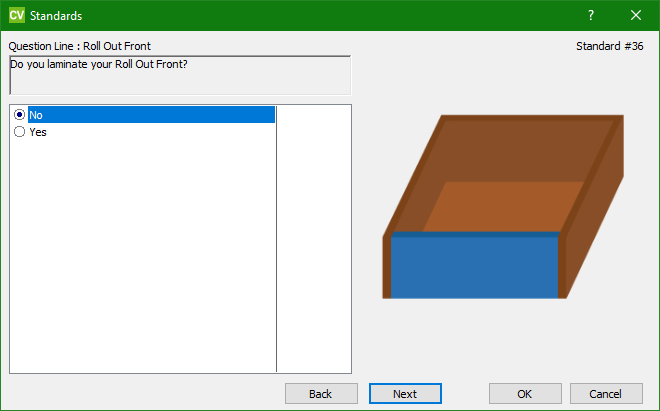 CV Standards ?
Question Line : Roll Out Front
Standard #36
Do you laminate your Roll Out Front?
No
Yes
Back
Next
OK
Cancel